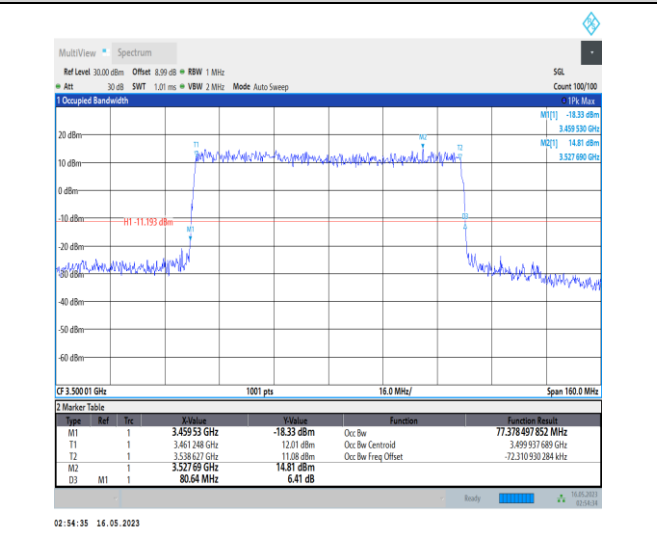 MultiView Spectrum
Ref Level 30.00 dBm Offset 8.99 dB RBW 1 MHz SGL
Att 30 dB SWT 1.01 ms VBW 2 MHz Mode Auto Sweep Count 100/100
1 Occupied Bandwidth 1Pk Max
M1[1] -18.33 dBm
3.459 530 GHz
M2[1] 14.81 dBm
3.527 690 GHz
20 dBm
M2
T1
T2
10 dBm
0 dBm
-10 dBm
H1 -11.193 dBm
D3
M1
-20 dBm
-30 dBm
-40 dBm
-50 dBm
-60 dBm
CF 3.500 01 GHz 1001 pts 16.0 MHz/ Span 160.0 MHz
2 Marker Table
Type Ref Trc X-Value Y-Value Function Function Result
M1 1 3.459 53 GHz -18.33 dBm Occ Bw 77.378 497 852 MHz
T1 1 3.461 248 GHz 12.01 dBm Occ Bw Centroid 3.499 937 689 GHz
T2 1 3.538 627 GHz 11.08 dBm Occ Bw Freq Offset -72.310 930 284 kHz
M2 1 3.527 69 GHz 14.81 dBm
D3 M1 1 80.64 MHz 6.41 dB
Ready 16.05.2023
02:54:34
02:54:35 16.05.2023